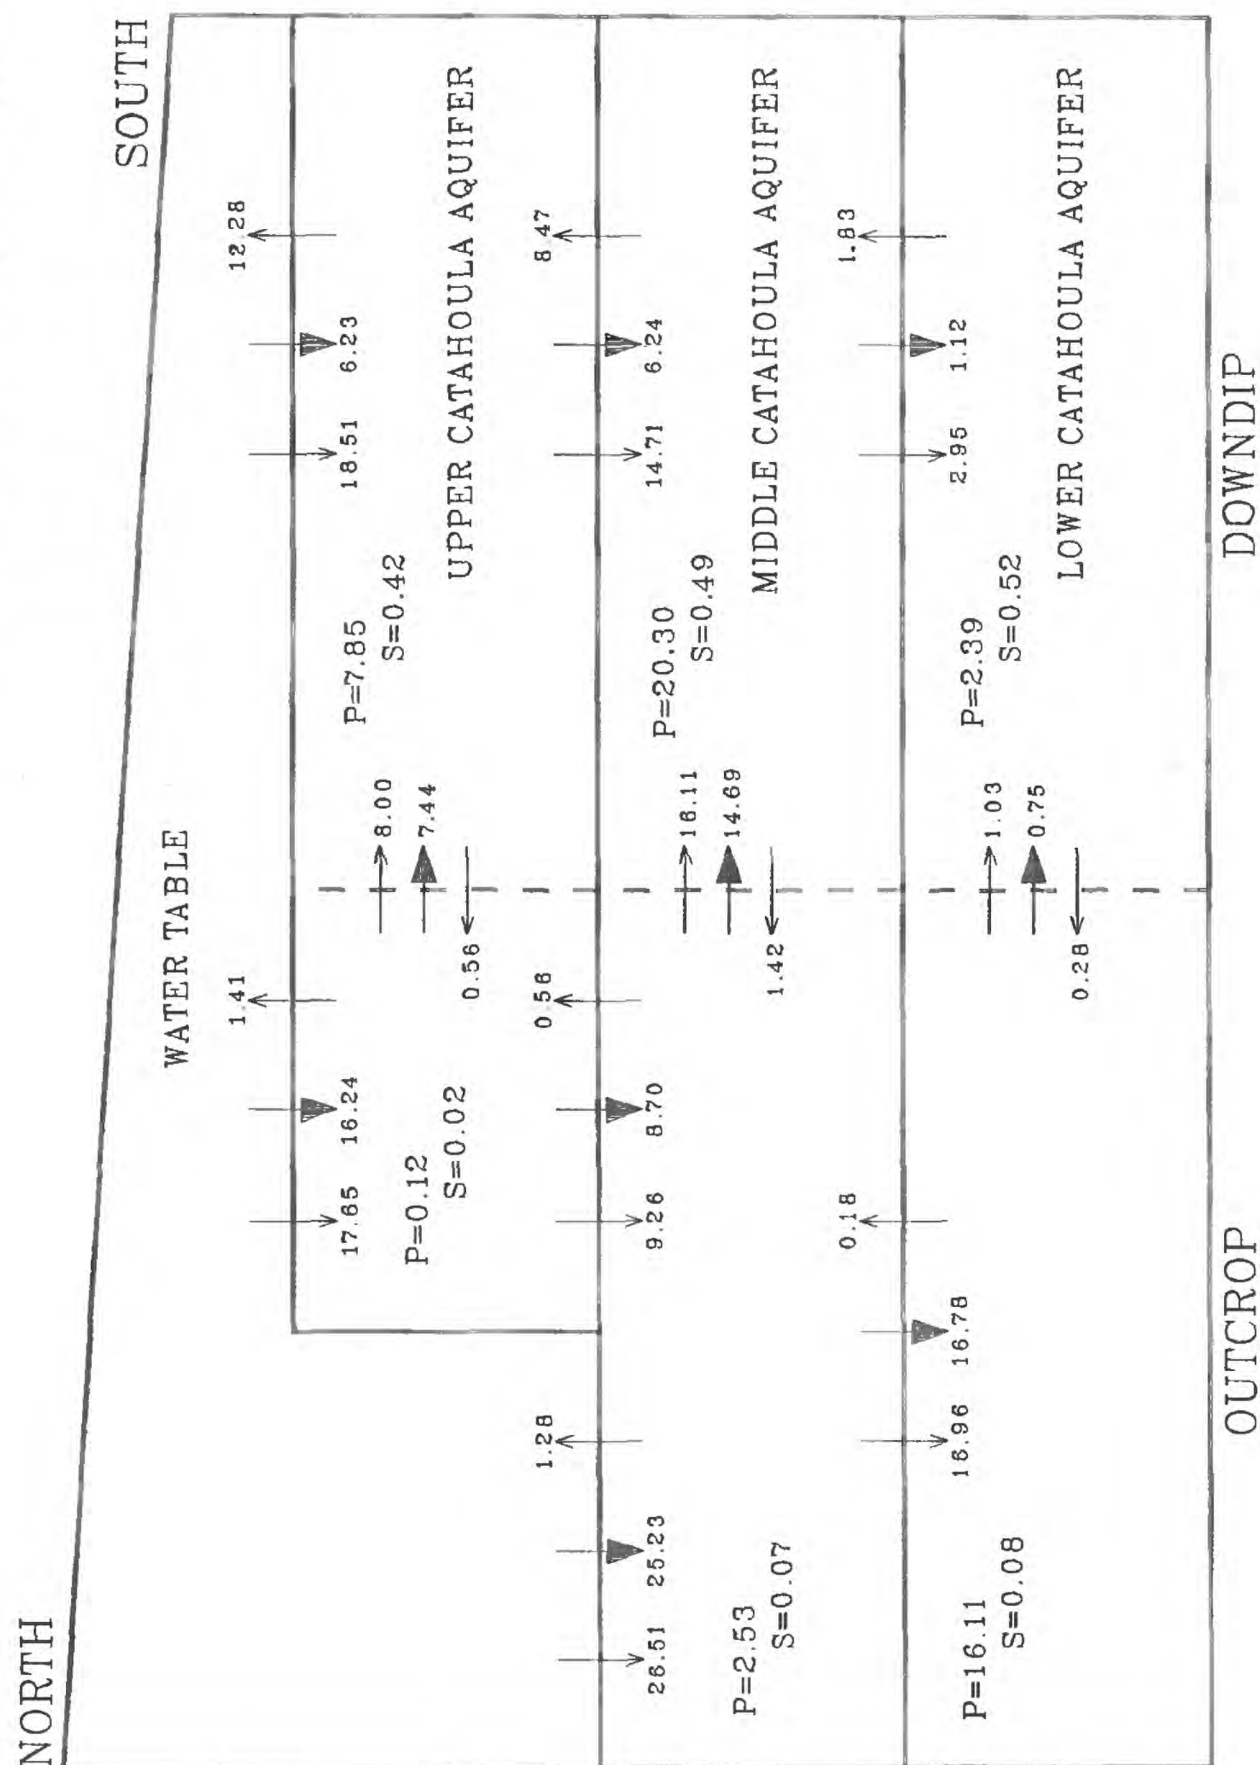 NORTH
SOUTH
WATER TABLE
17.65
16.24
1.41
18.51
6.23
12.28
P=0.12
S=0.02
8.00
7.44
0.56
P=7.85
S=0.42
UPPER CATAHOULA AQUIFER
26.51
25.23
1.28
9.26
8.70
0.56
14.71
6.24
8.47
P=2.53
S=0.07
16.11
14.69
1.42
P=20.30
S=0.49
MIDDLE CATAHOULA AQUIFER
16.96
16.78
0.18
2.95
1.12
1.83
P=16.11
S=0.08
1.03
0.75
0.28
P=2.39
S=0.52
LOWER CATAHOULA AQUIFER
OUTCROP
DOWNDIP